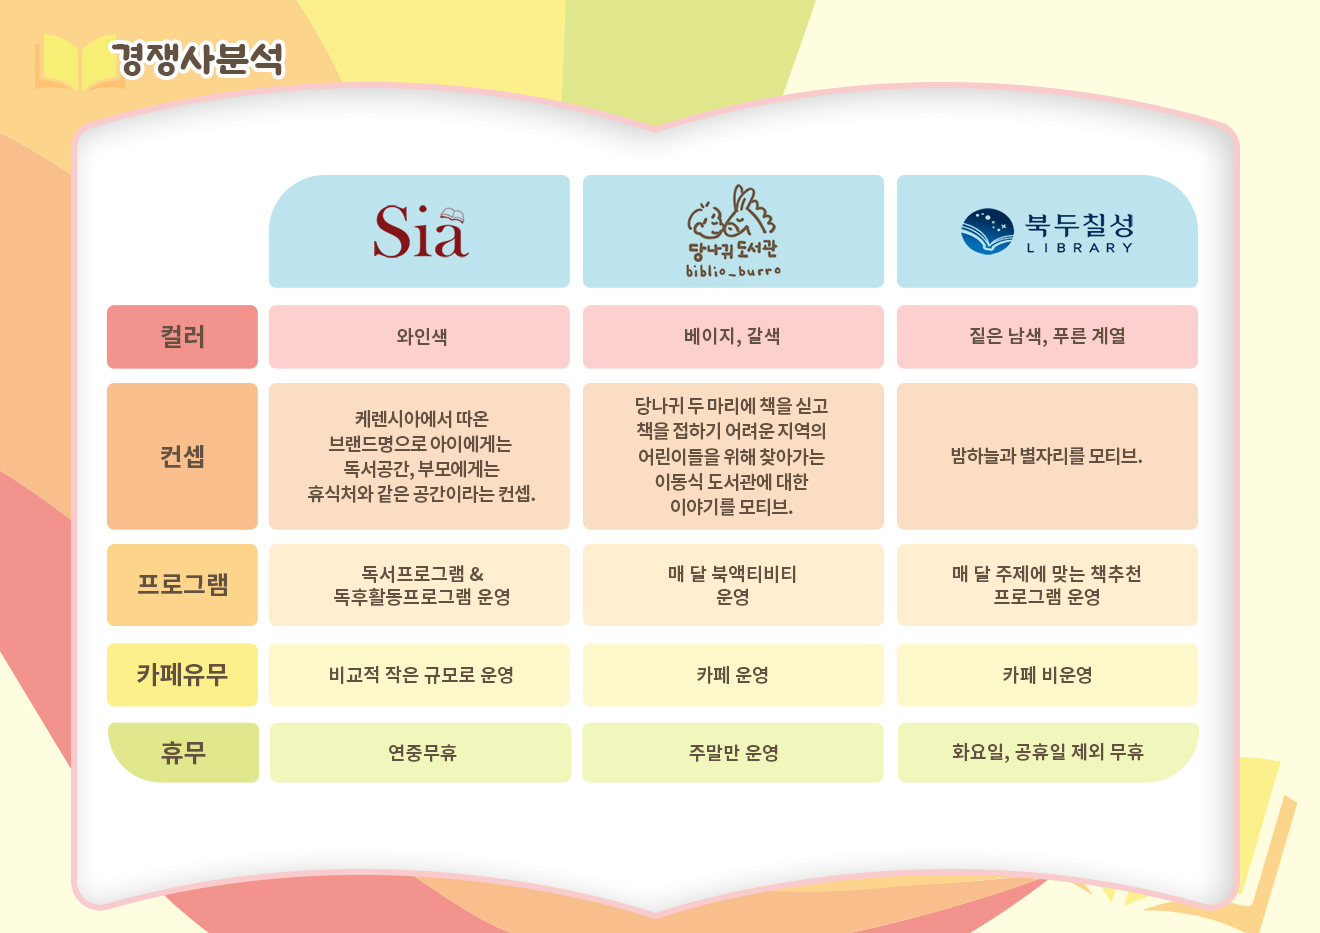 경쟁사분석
Sia
당나귀 도서관
biblio_burro
북두칠성
LIBRARY
컬러
와인색
베이지, 갈색
짙은 남색, 푸른 계열
컨셉
케렌시아에서 따온
브랜드명으로 아이에게는
독서공간, 부모에게는
휴식처와 같은 공간이라는 컨셉.
당나귀 두 마리에 책을 싣고
책을 접하기 어려운 지역의
어린이들을 위해 찾아가는
이동식 도서관에 대한
이야기를 모티브.
밤하늘과 별자리를 모티브.
프로그램
독서프로그램 &
독후활동프로그램 운영
매 달 북액티비티
운영
매 달 주제에 맞는 책추천
프로그램 운영
카페유무
비교적 작은 규모로 운영
카페 운영
카페 비운영
휴무
연중무휴
주말만 운영
화요일, 공휴일 제외 무휴